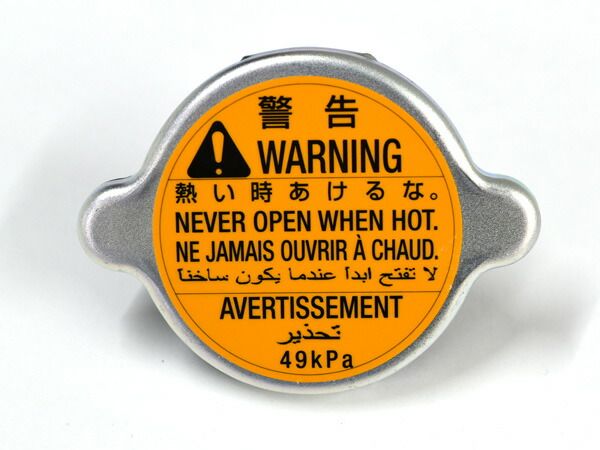 警告
WARNING
熱い時あけるな。
NEVER OPEN WHEN HOT.
NE JAMAIS OUVRIR À CHAUD.
لا تفتح ابدأ عندما يكون ساخناً
AVERTISSEMENT
تحذير
49kPa